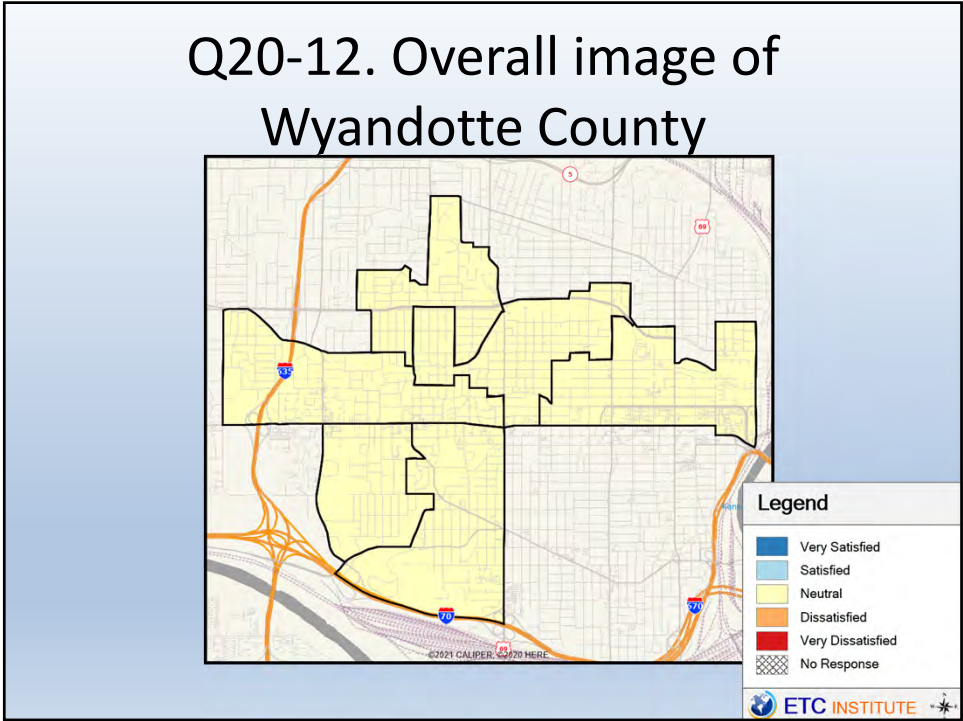 Q20-12. Overall image of
Wyandotte County
5
69
635
70
670
69
©2021 CALIPER; ©2020 HERE
Legend
Very Satisfied
Satisfied
Neutral
Dissatisfied
Very Dissatisfied
No Response
ETC INSTITUTE